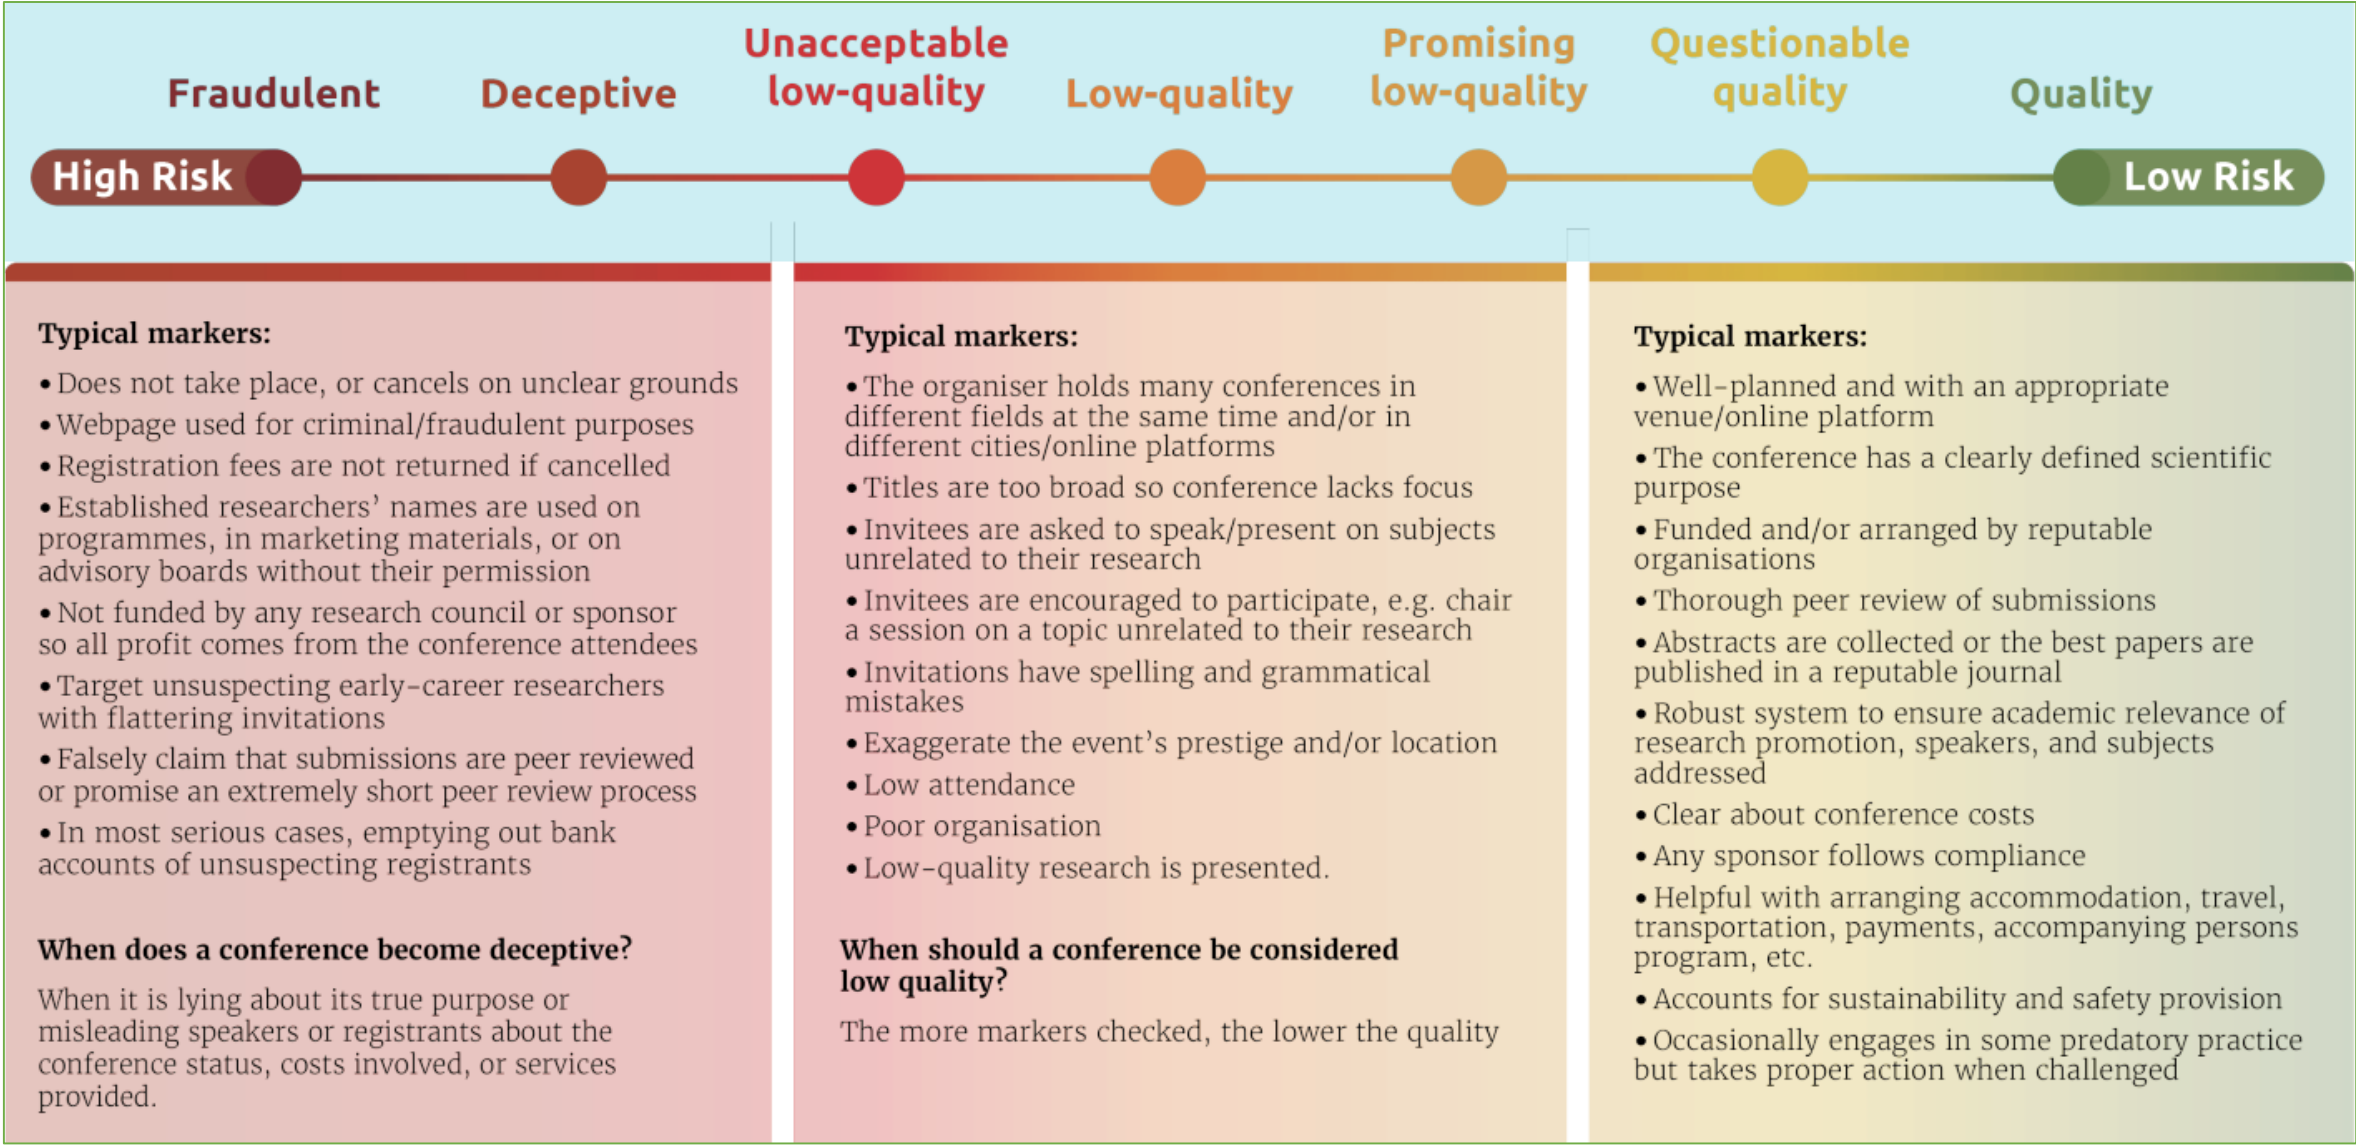 Fraudulent
Deceptive
Unacceptable
low-quality
Low-quality
Promising
low-quality
Questionable
quality
Quality
High Risk
Low Risk
Typical markers:
•Does not take place, or cancels on unclear grounds
•Webpage used for criminal/fraudulent purposes
•Registration fees are not returned if cancelled
•Established researchers’ names are used on
programmes, in marketing materials, or on
advisory boards without their permission
•Not funded by any research council or sponsor
so all profit comes from the conference attendees
•Target unsuspecting early-career researchers
with flattering invitations
•Falsely claim that submissions are peer reviewed
or promise an extremely short peer review process
•In most serious cases, emptying out bank
accounts of unsuspecting registrants
When does a conference become deceptive?
When it is lying about its true purpose or
misleading speakers or registrants about the
conference status, costs involved, or services
provided.
Typical markers:
•The organiser holds many conferences in
different fields at the same time and/or in
different cities/online platforms
•Titles are too broad so conference lacks focus
•Invitees are asked to speak/present on subjects
unrelated to their research
•Invitees are encouraged to participate, e.g. chair
a session on a topic unrelated to their research
•Invitations have spelling and grammatical
mistakes
•Exaggerate the event’s prestige and/or location
•Low attendance
•Poor organisation
•Low-quality research is presented.
When should a conference be considered
low quality?
The more markers checked, the lower the quality
Typical markers:
•Well-planned and with an appropriate
venue/online platform
•The conference has a clearly defined scientific
purpose
•Funded and/or arranged by reputable
organisations
•Thorough peer review of submissions
•Abstracts are collected or the best papers are
published in a reputable journal
•Robust system to ensure academic relevance of
research promotion, speakers, and subjects
addressed
•Clear about conference costs
•Any sponsor follows compliance
•Helpful with arranging accommodation, travel,
transportation, payments, accompanying persons
program, etc.
•Accounts for sustainability and safety provision
•Occasionally engages in some predatory practice
but takes proper action when challenged